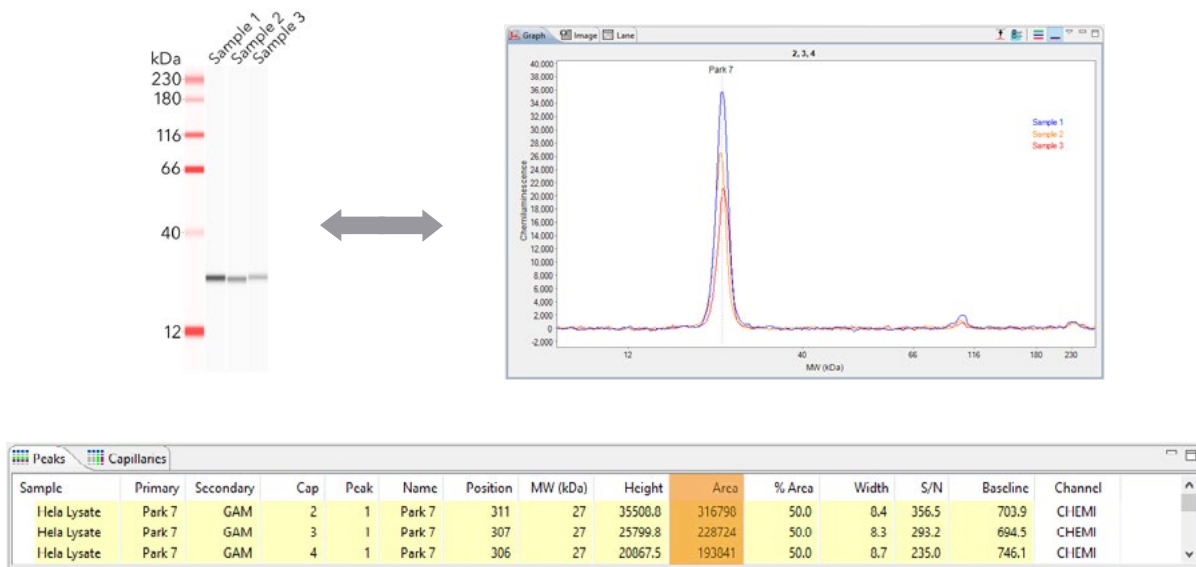 Sample 1
Sample 2
Sample 3
kDa
230
180
116
66
40
12
Graph Image Lane
2, 3, 4
Park 7
40,000
38,000
36,000
34,000
32,000
30,000
28,000
26,000
24,000
22,000
20,000
18,000
16,000
14,000
12,000
10,000
8,000
6,000
4,000
2,000
0
-2,000
Chemiluminescence
Sample 1
Sample 2
Sample 3
12 40 66 116 180 230
MW (kDa)
Peaks Capillaries
Sample Primary Secondary Cap Peak Name Position MW (kDa) Height Area % Area Width S/N Baseline Channel
Hela Lysate Park 7 GAM 2 1 Park 7 311 27 35508.8 316798 50.0 8.4 356.5 703.9 CHEMI
Hela Lysate Park 7 GAM 3 1 Park 7 307 27 25799.8 228724 50.0 8.3 293.2 694.5 CHEMI
Hela Lysate Park 7 GAM 4 1 Park 7 306 27 20867.5 193841 50.0 8.7 235.0 746.1 CHEMI